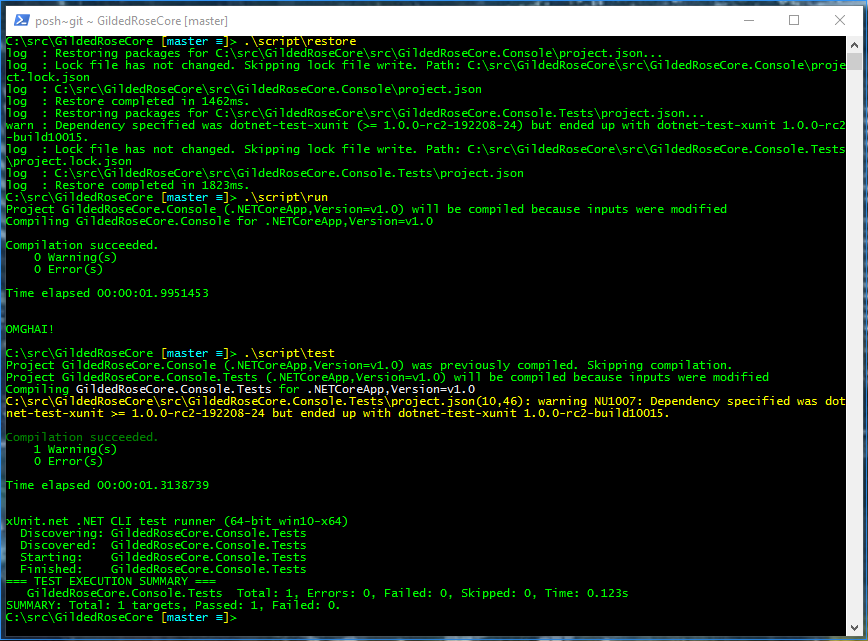 posh~git ~ GildedRoseCore [master]
C:\src\GildedRoseCore [master ≡]> .\script\restore
log  : Restoring packages for C:\src\GildedRoseCore\src\GildedRoseCore.Console\project.json...
log  : Lock file has not changed. Skipping lock file write. Path: C:\src\GildedRoseCore\src\GildedRoseCore.Console\proje
ct.lock.json
log  : C:\src\GildedRoseCore\src\GildedRoseCore.Console\project.json
log  : Restore completed in 1462ms.
log  : Restoring packages for C:\src\GildedRoseCore\src\GildedRoseCore.Console.Tests\project.json...
warn : Dependency specified was dotnet-test-xunit (>= 1.0.0-rc2-192208-24) but ended up with dotnet-test-xunit 1.0.0-rc2
-build10015.
log  : Lock file has not changed. Skipping lock file write. Path: C:\src\GildedRoseCore\src\GildedRoseCore.Console.Tests
\project.lock.json
log  : C:\src\GildedRoseCore\src\GildedRoseCore.Console.Tests\project.json
log  : Restore completed in 1823ms.
C:\src\GildedRoseCore [master ≡]> .\script\run
Project GildedRoseCore.Console (.NETCoreApp,Version=v1.0) will be compiled because inputs were modified
Compiling GildedRoseCore.Console for .NETCoreApp,Version=v1.0
Compilation succeeded.
    0 Warning(s)
    0 Error(s)
Time elapsed 00:00:01.9951453
OMGHAI!
C:\src\GildedRoseCore [master ≡]> .\script\test
Project GildedRoseCore.Console (.NETCoreApp,Version=v1.0) was previously compiled. Skipping compilation.
Project GildedRoseCore.Console.Tests (.NETCoreApp,Version=v1.0) will be compiled because inputs were modified
Compiling GildedRoseCore.Console.Tests for .NETCoreApp,Version=v1.0
C:\src\GildedRoseCore\src\GildedRoseCore.Console.Tests\project.json(10,46): warning NU1007: Dependency specified was dot
net-test-xunit >= 1.0.0-rc2-192208-24 but ended up with dotnet-test-xunit 1.0.0-rc2-build10015.
Compilation succeeded.
    1 Warning(s)
    0 Error(s)
Time elapsed 00:00:01.3138739
xUnit.net .NET CLI test runner (64-bit win10-x64)
  Discovering: GildedRoseCore.Console.Tests
  Discovered:  GildedRoseCore.Console.Tests
  Starting:    GildedRoseCore.Console.Tests
  Finished:    GildedRoseCore.Console.Tests
=== TEST EXECUTION SUMMARY ===
   GildedRoseCore.Console.Tests  Total: 1, Errors: 0, Failed: 0, Skipped: 0, Time: 0.123s
SUMMARY: Total: 1 targets, Passed: 1, Failed: 0.
C:\src\GildedRoseCore [master ≡]>